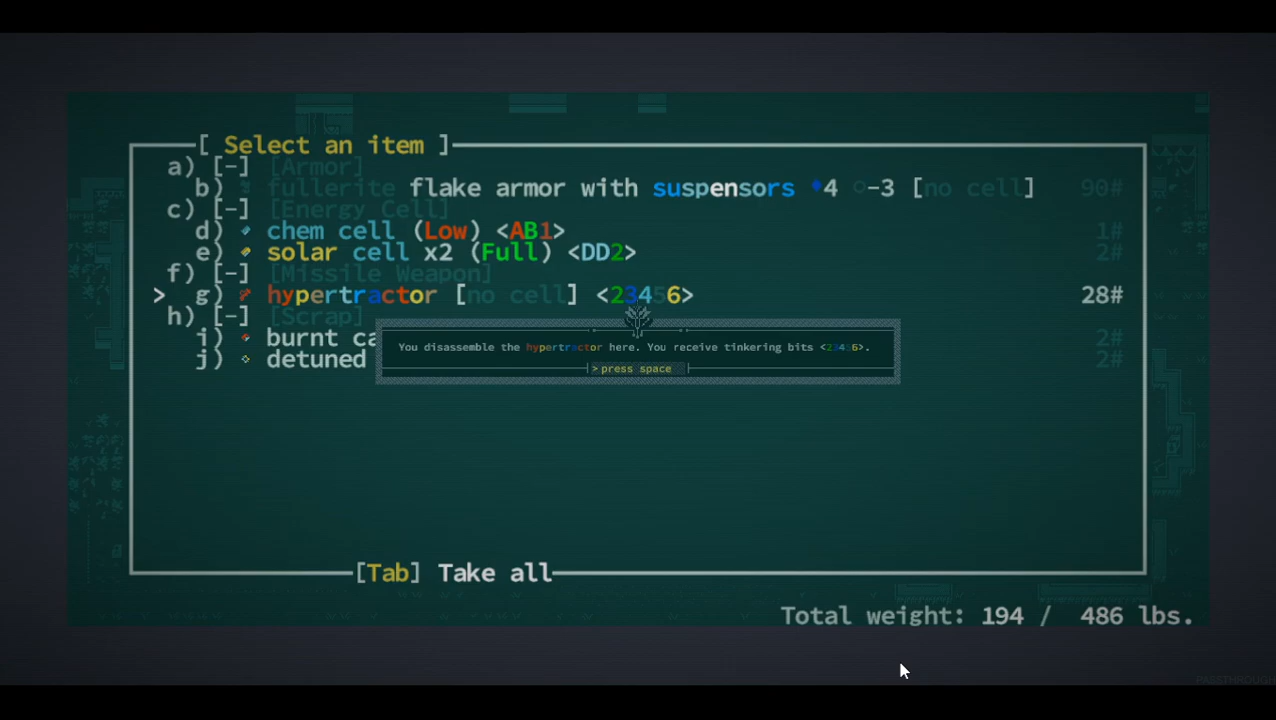 [ Select an item ]
a) [-] [Armor]
b) fullerite flake armor with suspensors ♦4 ○-3 [no cell] 90#
c) [-] [Energy Cell]
d) chem cell (Low) <AB1> 1#
e) solar cell x2 (Full) <DD2> 2#
f) [-] [Missile Weapon]
> g) hypertractor [no cell] <23456> 28#
h) [-] [Scrap]
i) burnt ca 2#
j) detuned 2#
You disassemble the hypertractor here. You receive tinkering bits <23456>.
> press space
[Tab] Take all
Total weight: 194 / 486 lbs.
PASSTHROUGH